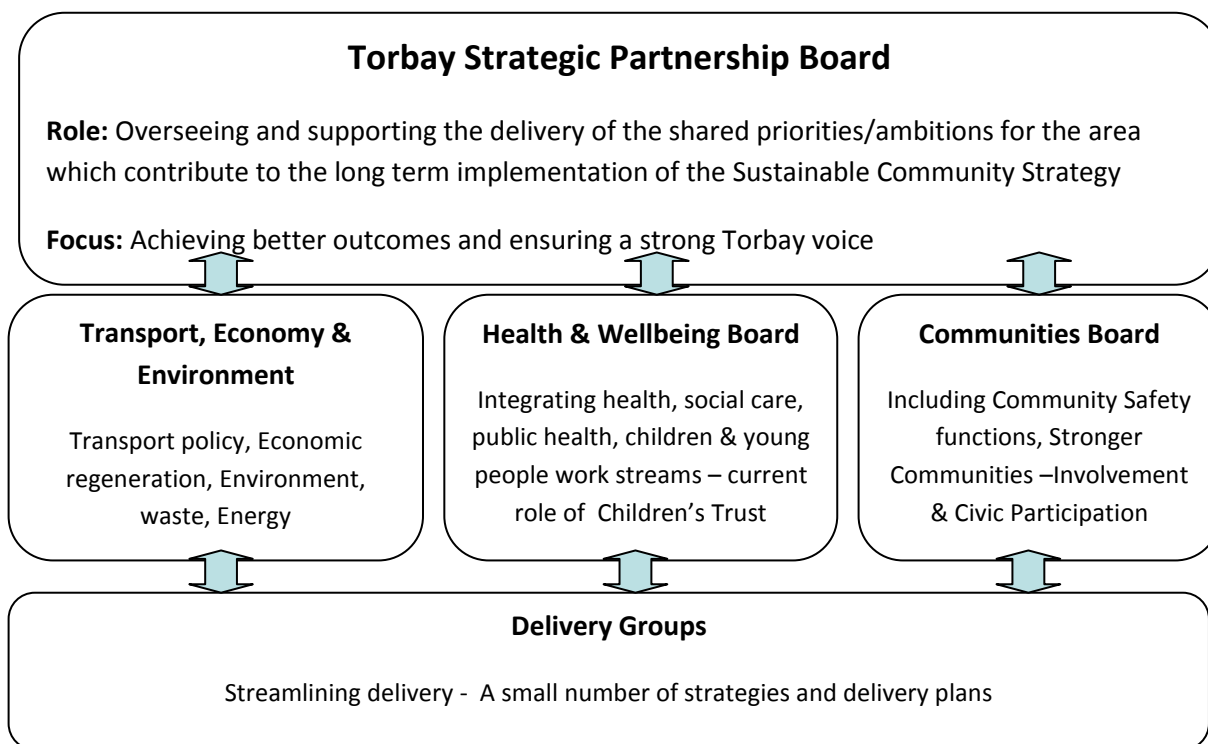 Torbay Strategic Partnership Board
Role: Overseeing and supporting the delivery of the shared priorities/ambitions for the area
which contribute to the long term implementation of the Sustainable Community Strategy
Focus: Achieving better outcomes and ensuring a strong Torbay voice
Transport, Economy &
Environment
Transport policy, Economic
regeneration, Environment,
waste, Energy
Health & Wellbeing Board
Integrating health, social care,
public health, children & young
people work streams – current
role of  Children’s Trust
Communities Board
Including Community Safety
functions, Stronger
Communities –Involvement
& Civic Participation
Delivery Groups
Streamlining delivery -  A small number of strategies and delivery plans